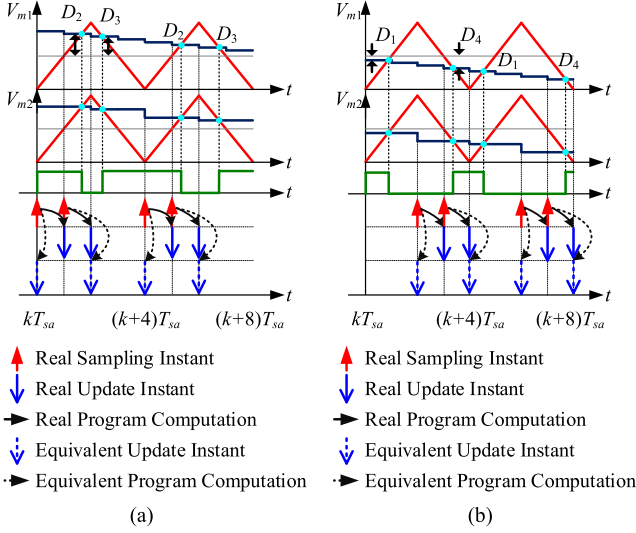 V_{m1} D_2 D_3 D_2 D_3 t
V_{m2} t
t
t
kT_{sa} (k+4)T_{sa} (k+8)T_{sa}
Real Sampling Instant
Real Update Instant
Real Program Computation
Equivalent Update Instant
Equivalent Program Computation
(a)
V_{m1} D_1 D_4 D_1 D_4 t
V_{m2} t
t
t
kT_{sa} (k+4)T_{sa} (k+8)T_{sa}
Real Sampling Instant
Real Update Instant
Real Program Computation
Equivalent Update Instant
Equivalent Program Computation
(b)